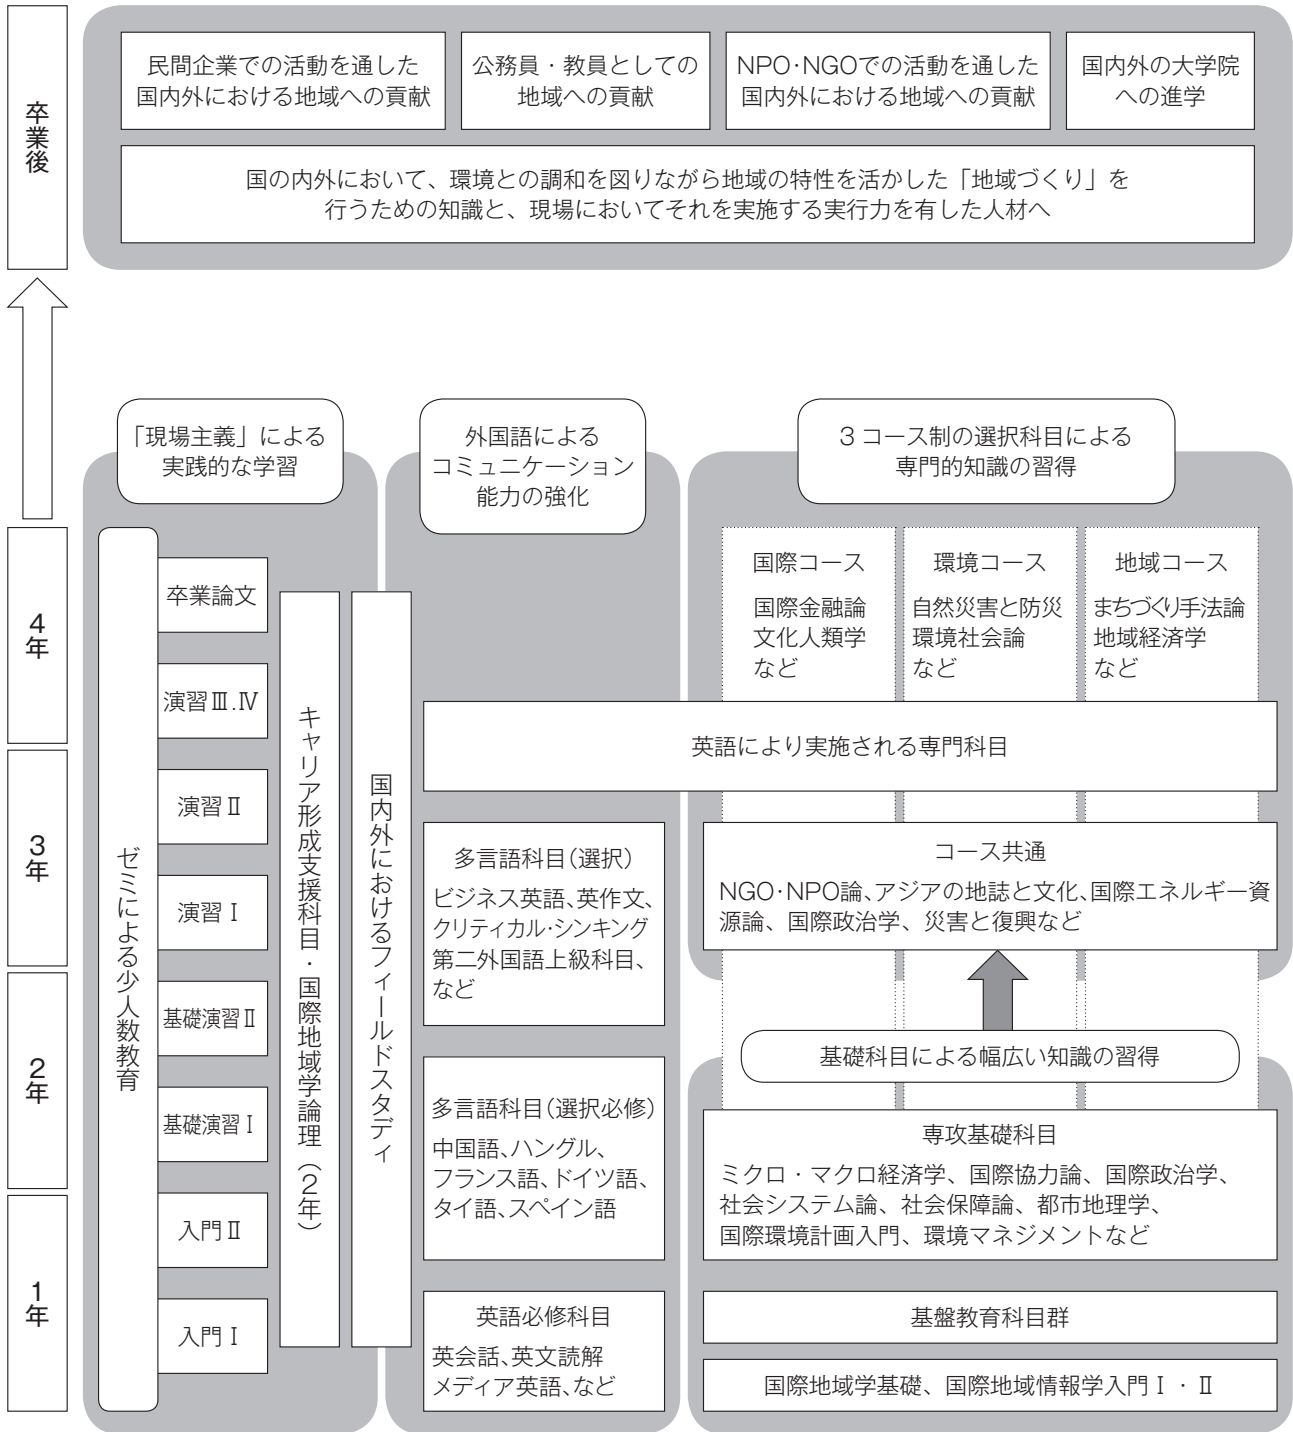 卒業後
民間企業での活動を通した
国内外における地域への貢献
公務員・教員としての
地域への貢献
NPO・NGOでの活動を通した
国内外における地域への貢献
国内外の大学院
への進学
国の内外において、環境との調和を図りながら地域の特性を活かした「地域づくり」を
行うための知識と、現場においてそれを実施する実行力を有した人材へ
「現場主義」による
実践的な学習
外国語による
コミュニケーション
能力の強化
3コース制の選択科目による
専門的知識の習得
4年
3年
2年
1年
ゼミによる少人数教育
卒業論文
演習Ⅲ.Ⅳ
演習Ⅱ
演習Ⅰ
基礎演習Ⅱ
基礎演習Ⅰ
入門Ⅱ
入門Ⅰ
キャリア形成支援科目・国際地域学論理（2年）
国内外におけるフィールドスタディ
国際コース
国際金融論
文化人類学
など
環境コース
自然災害と防災
環境社会論
など
地域コース
まちづくり手法論
地域経済学
など
英語により実施される専門科目
多言語科目(選択)
ビジネス英語、英作文、
クリティカル・シンキング
第二外国語上級科目、
など
コース共通
NGO・NPO論、アジアの地誌と文化、国際エネルギー資
源論、国際政治学、災害と復興など
基礎科目による幅広い知識の習得
多言語科目(選択必修)
中国語、ハングル、
フランス語、ドイツ語、
タイ語、スペイン語
専攻基礎科目
ミクロ・マクロ経済学、国際協力論、国際政治学、
社会システム論、社会保障論、都市地理学、
国際環境計画入門、環境マネジメントなど
英語必修科目
英会話、英文読解
メディア英語、など
基盤教育科目群
国際地域学基礎、国際地域情報学入門Ⅰ・Ⅱ